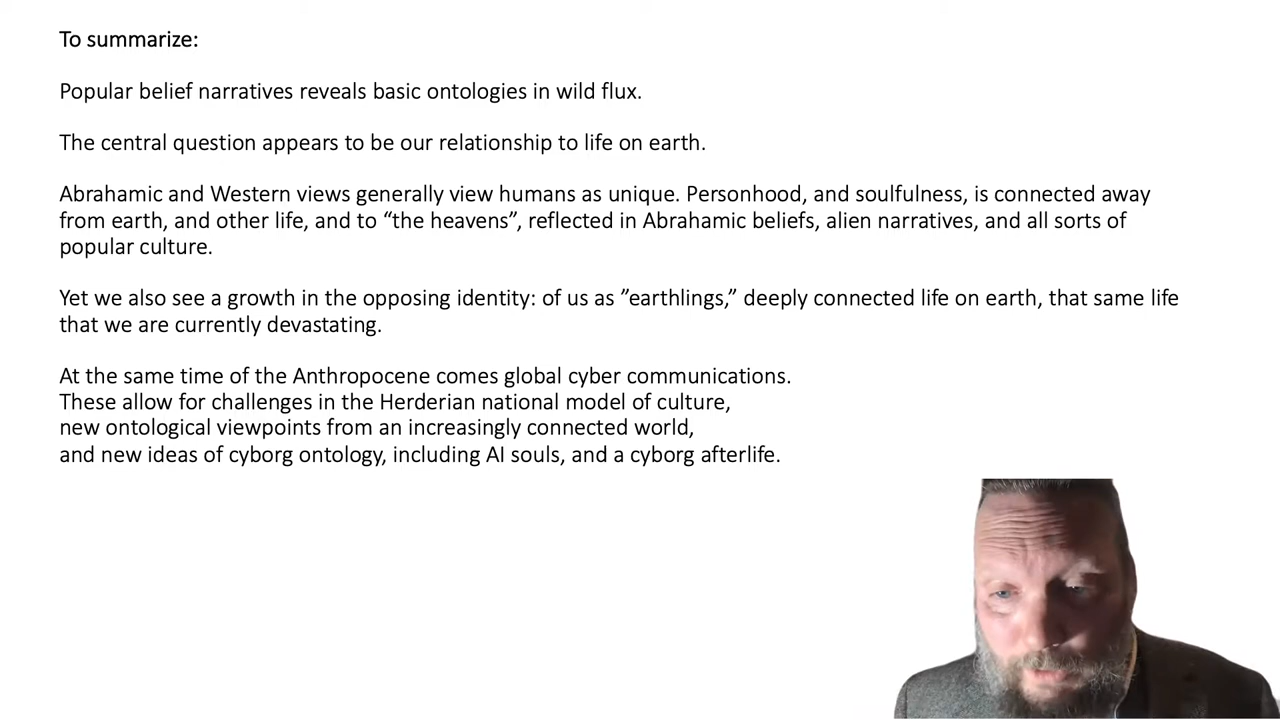 To summarize:
Popular belief narratives reveals basic ontologies in wild flux.
The central question appears to be our relationship to life on earth.
Abrahamic and Western views generally view humans as unique. Personhood, and soulfulness, is connected away
from earth, and other life, and to “the heavens”, reflected in Abrahamic beliefs, alien narratives, and all sorts of
popular culture.
Yet we also see a growth in the opposing identity: of us as ”earthlings,” deeply connected life on earth, that same life
that we are currently devastating.
At the same time of the Anthropocene comes global cyber communications.
These allow for challenges in the Herderian national model of culture,
new ontological viewpoints from an increasingly connected world,
and new ideas of cyborg ontology, including AI souls, and a cyborg afterlife.